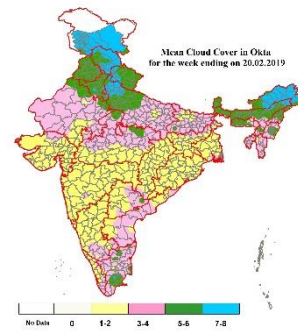 Mean Cloud Cover in Okta
for the week ending on 20.02.2019
No Data 0 1-2 3-4 5-6 7-8